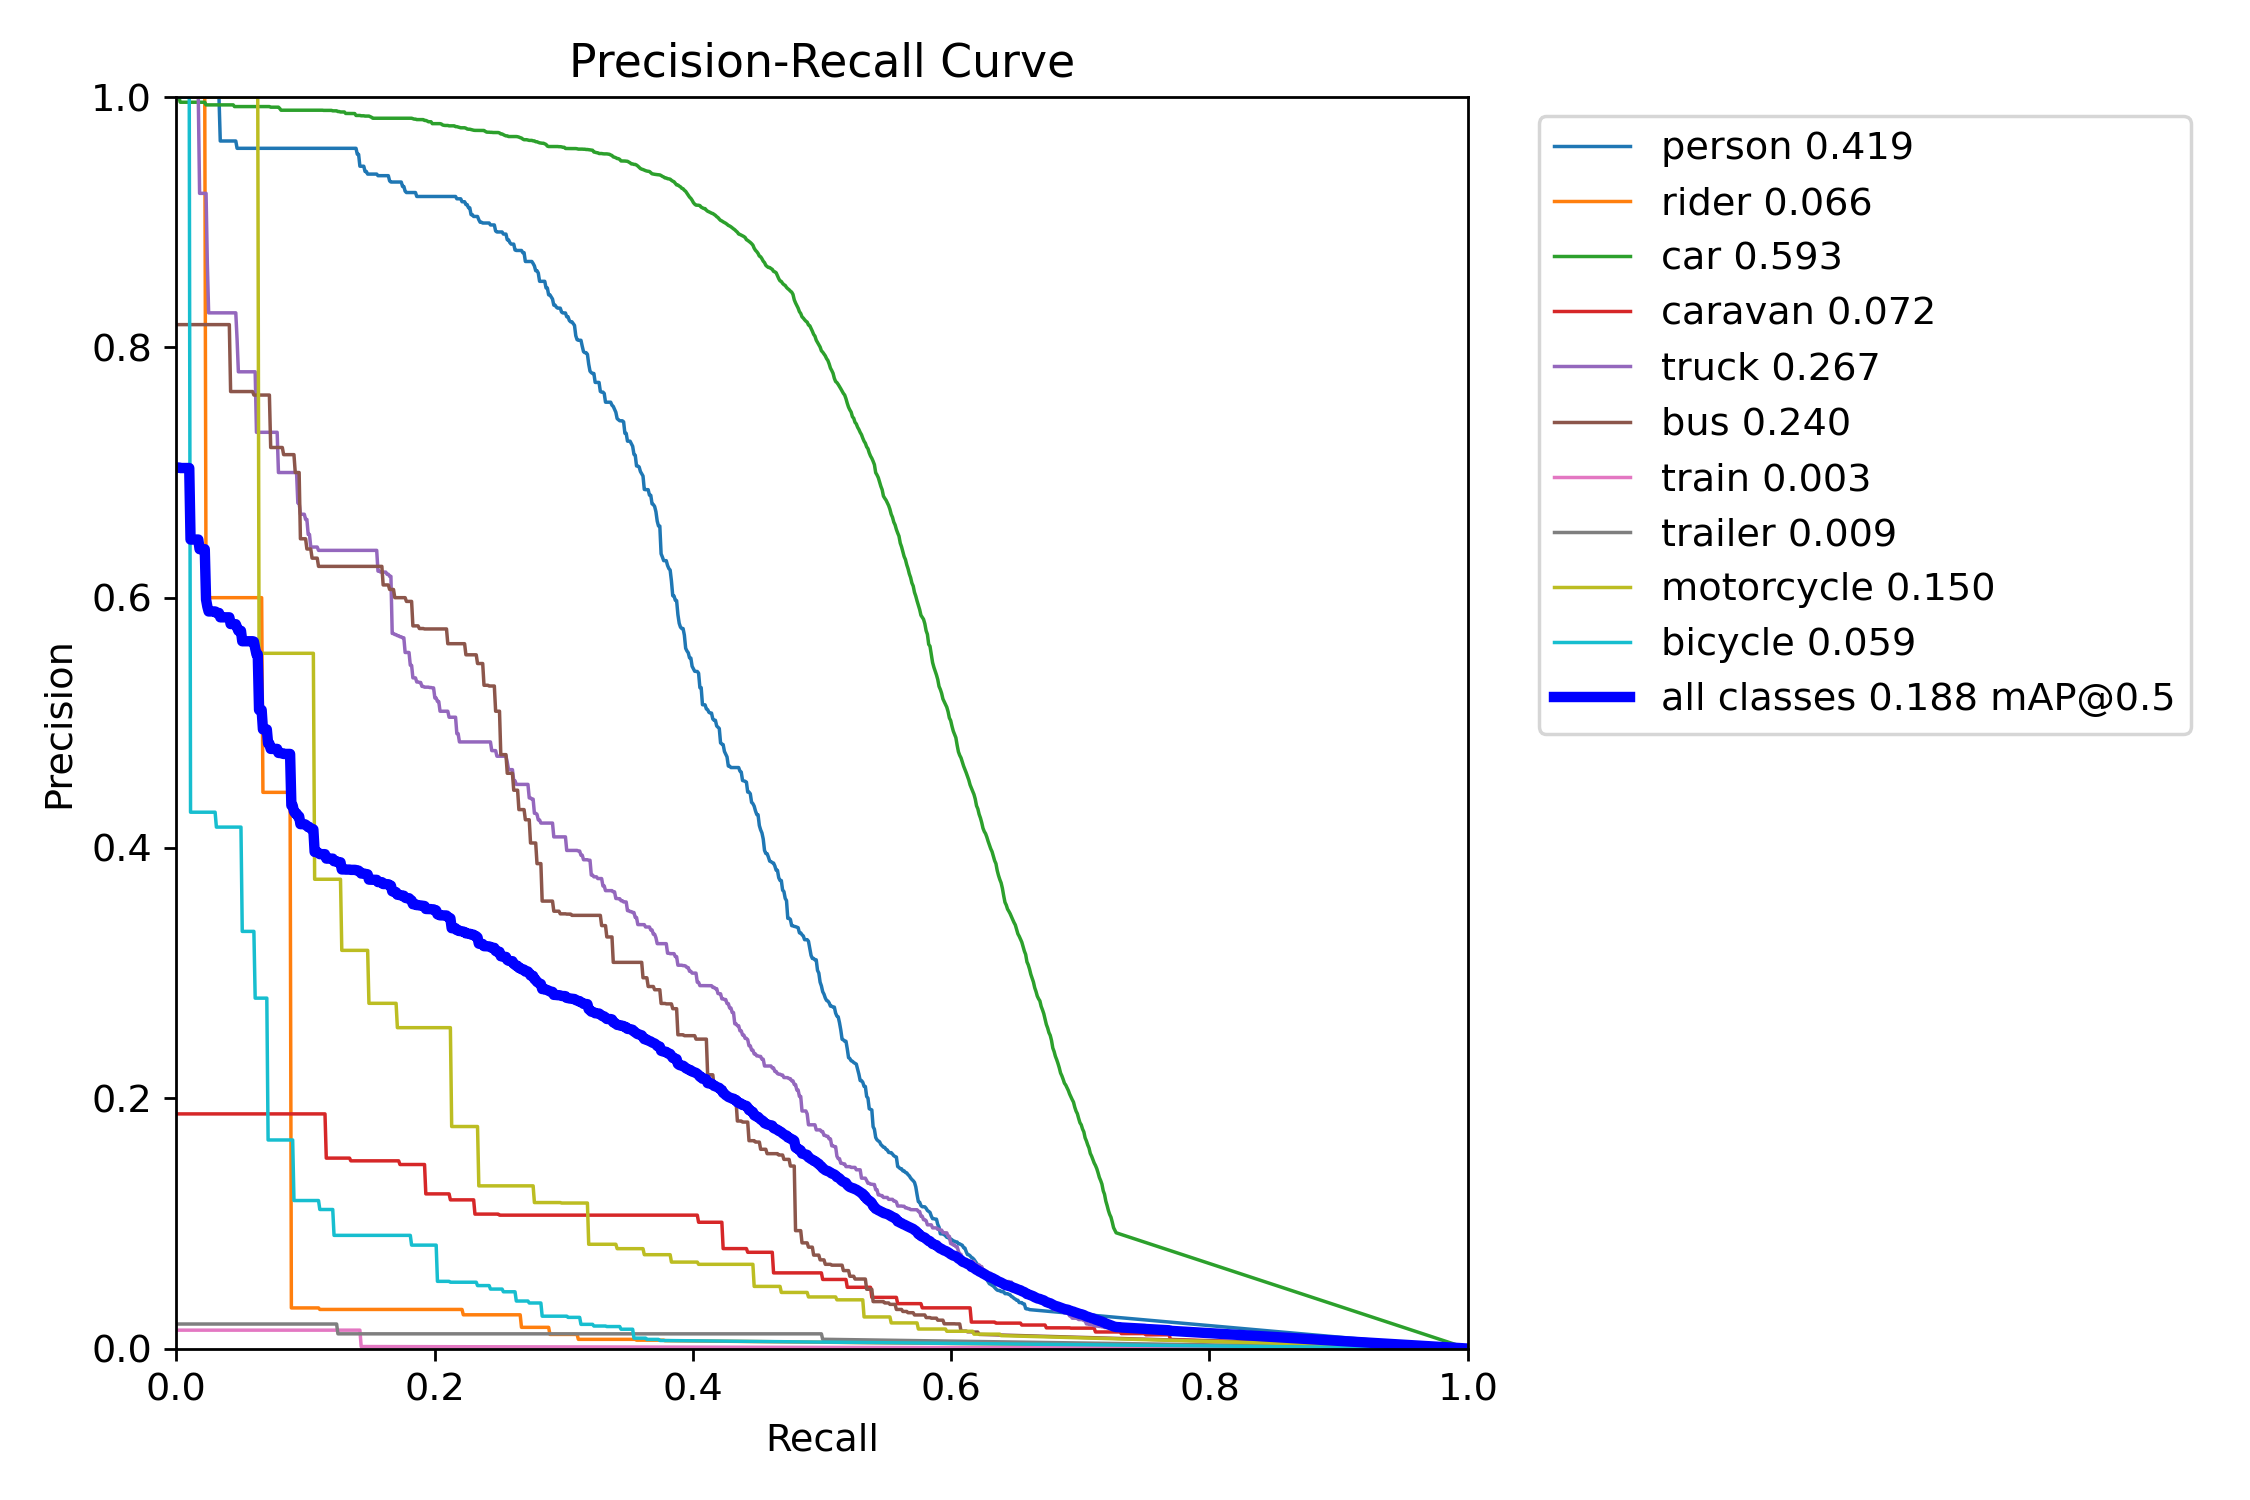 Precision-Recall Curve
1.0
0.8
0.6
0.4
0.2
0.0
Precision
0.0 0.2 0.4 0.6 0.8 1.0
Recall
person 0.419
rider 0.066
car 0.593
caravan 0.072
truck 0.267
bus 0.240
train 0.003
trailer 0.009
motorcycle 0.150
bicycle 0.059
all classes 0.188 mAP@0.5